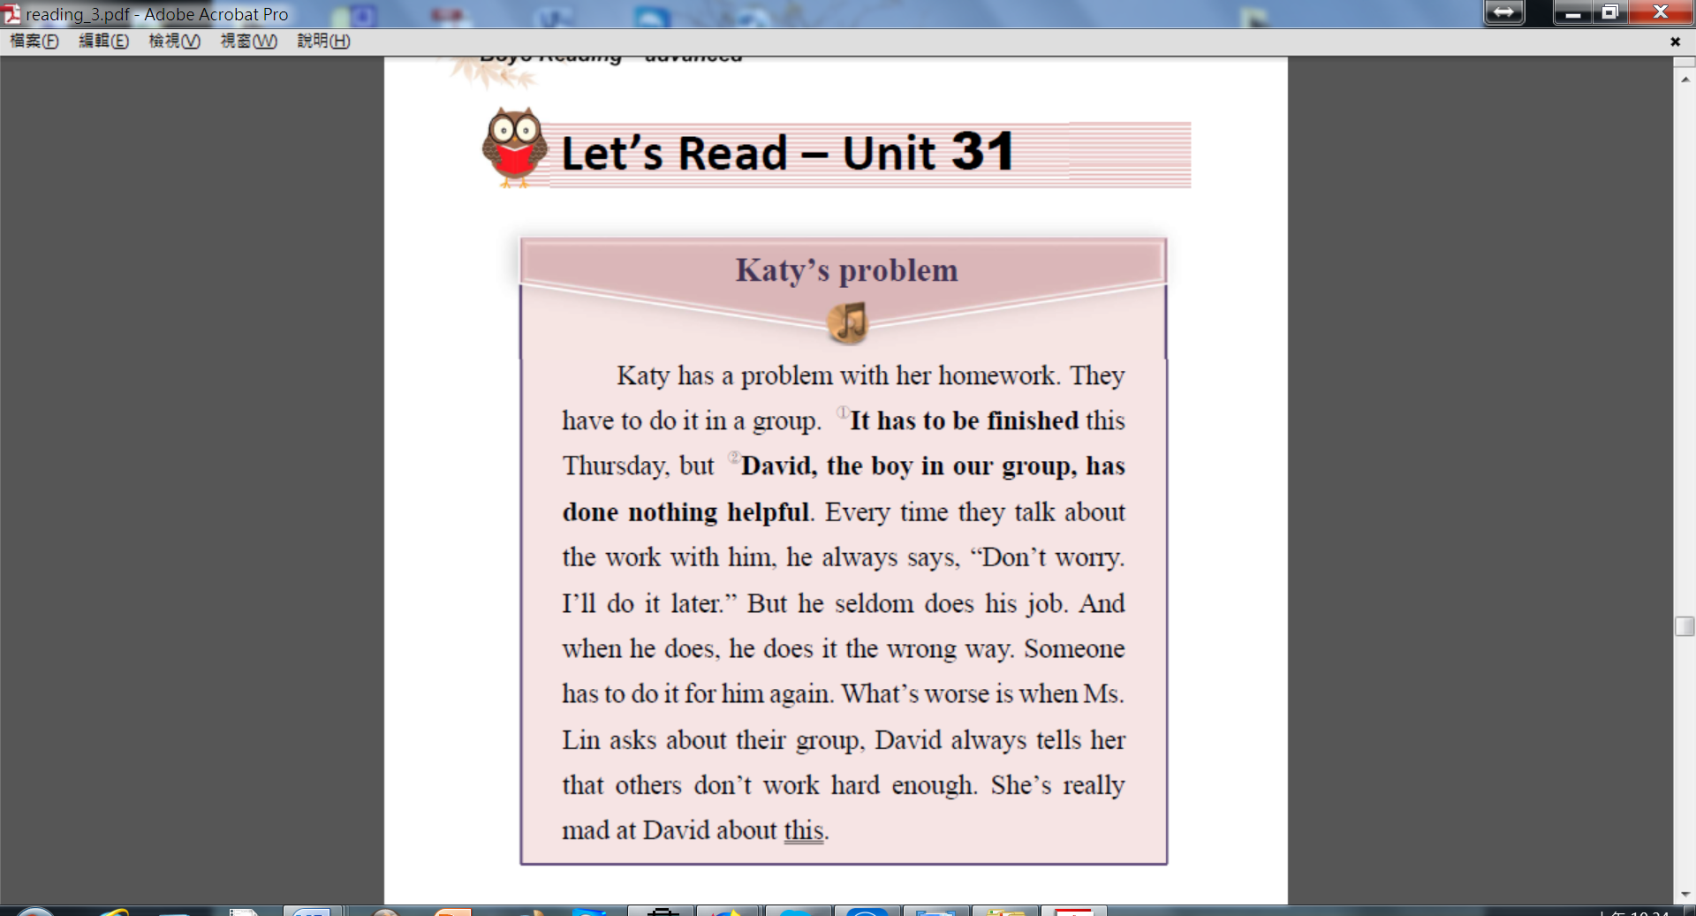 reading_3.pdf - Adobe Acrobat Pro
檔案(F) 編輯(E) 檢視(V) 視窗(W) 說明(H)
Boys Reading – advanced
Let's Read – Unit 31
Katy's problem
Katy has a problem with her homework. They
have to do it in a group. ①It has to be finished this
Thursday, but ②David, the boy in our group, has
done nothing helpful. Every time they talk about
the work with him, he always says, “Don't worry.
I'll do it later.” But he seldom does his job. And
when he does, he does it the wrong way. Someone
has to do it for him again. What's worse is when Ms.
Lin asks about their group, David always tells her
that others don't work hard enough. She's really
mad at David about this.